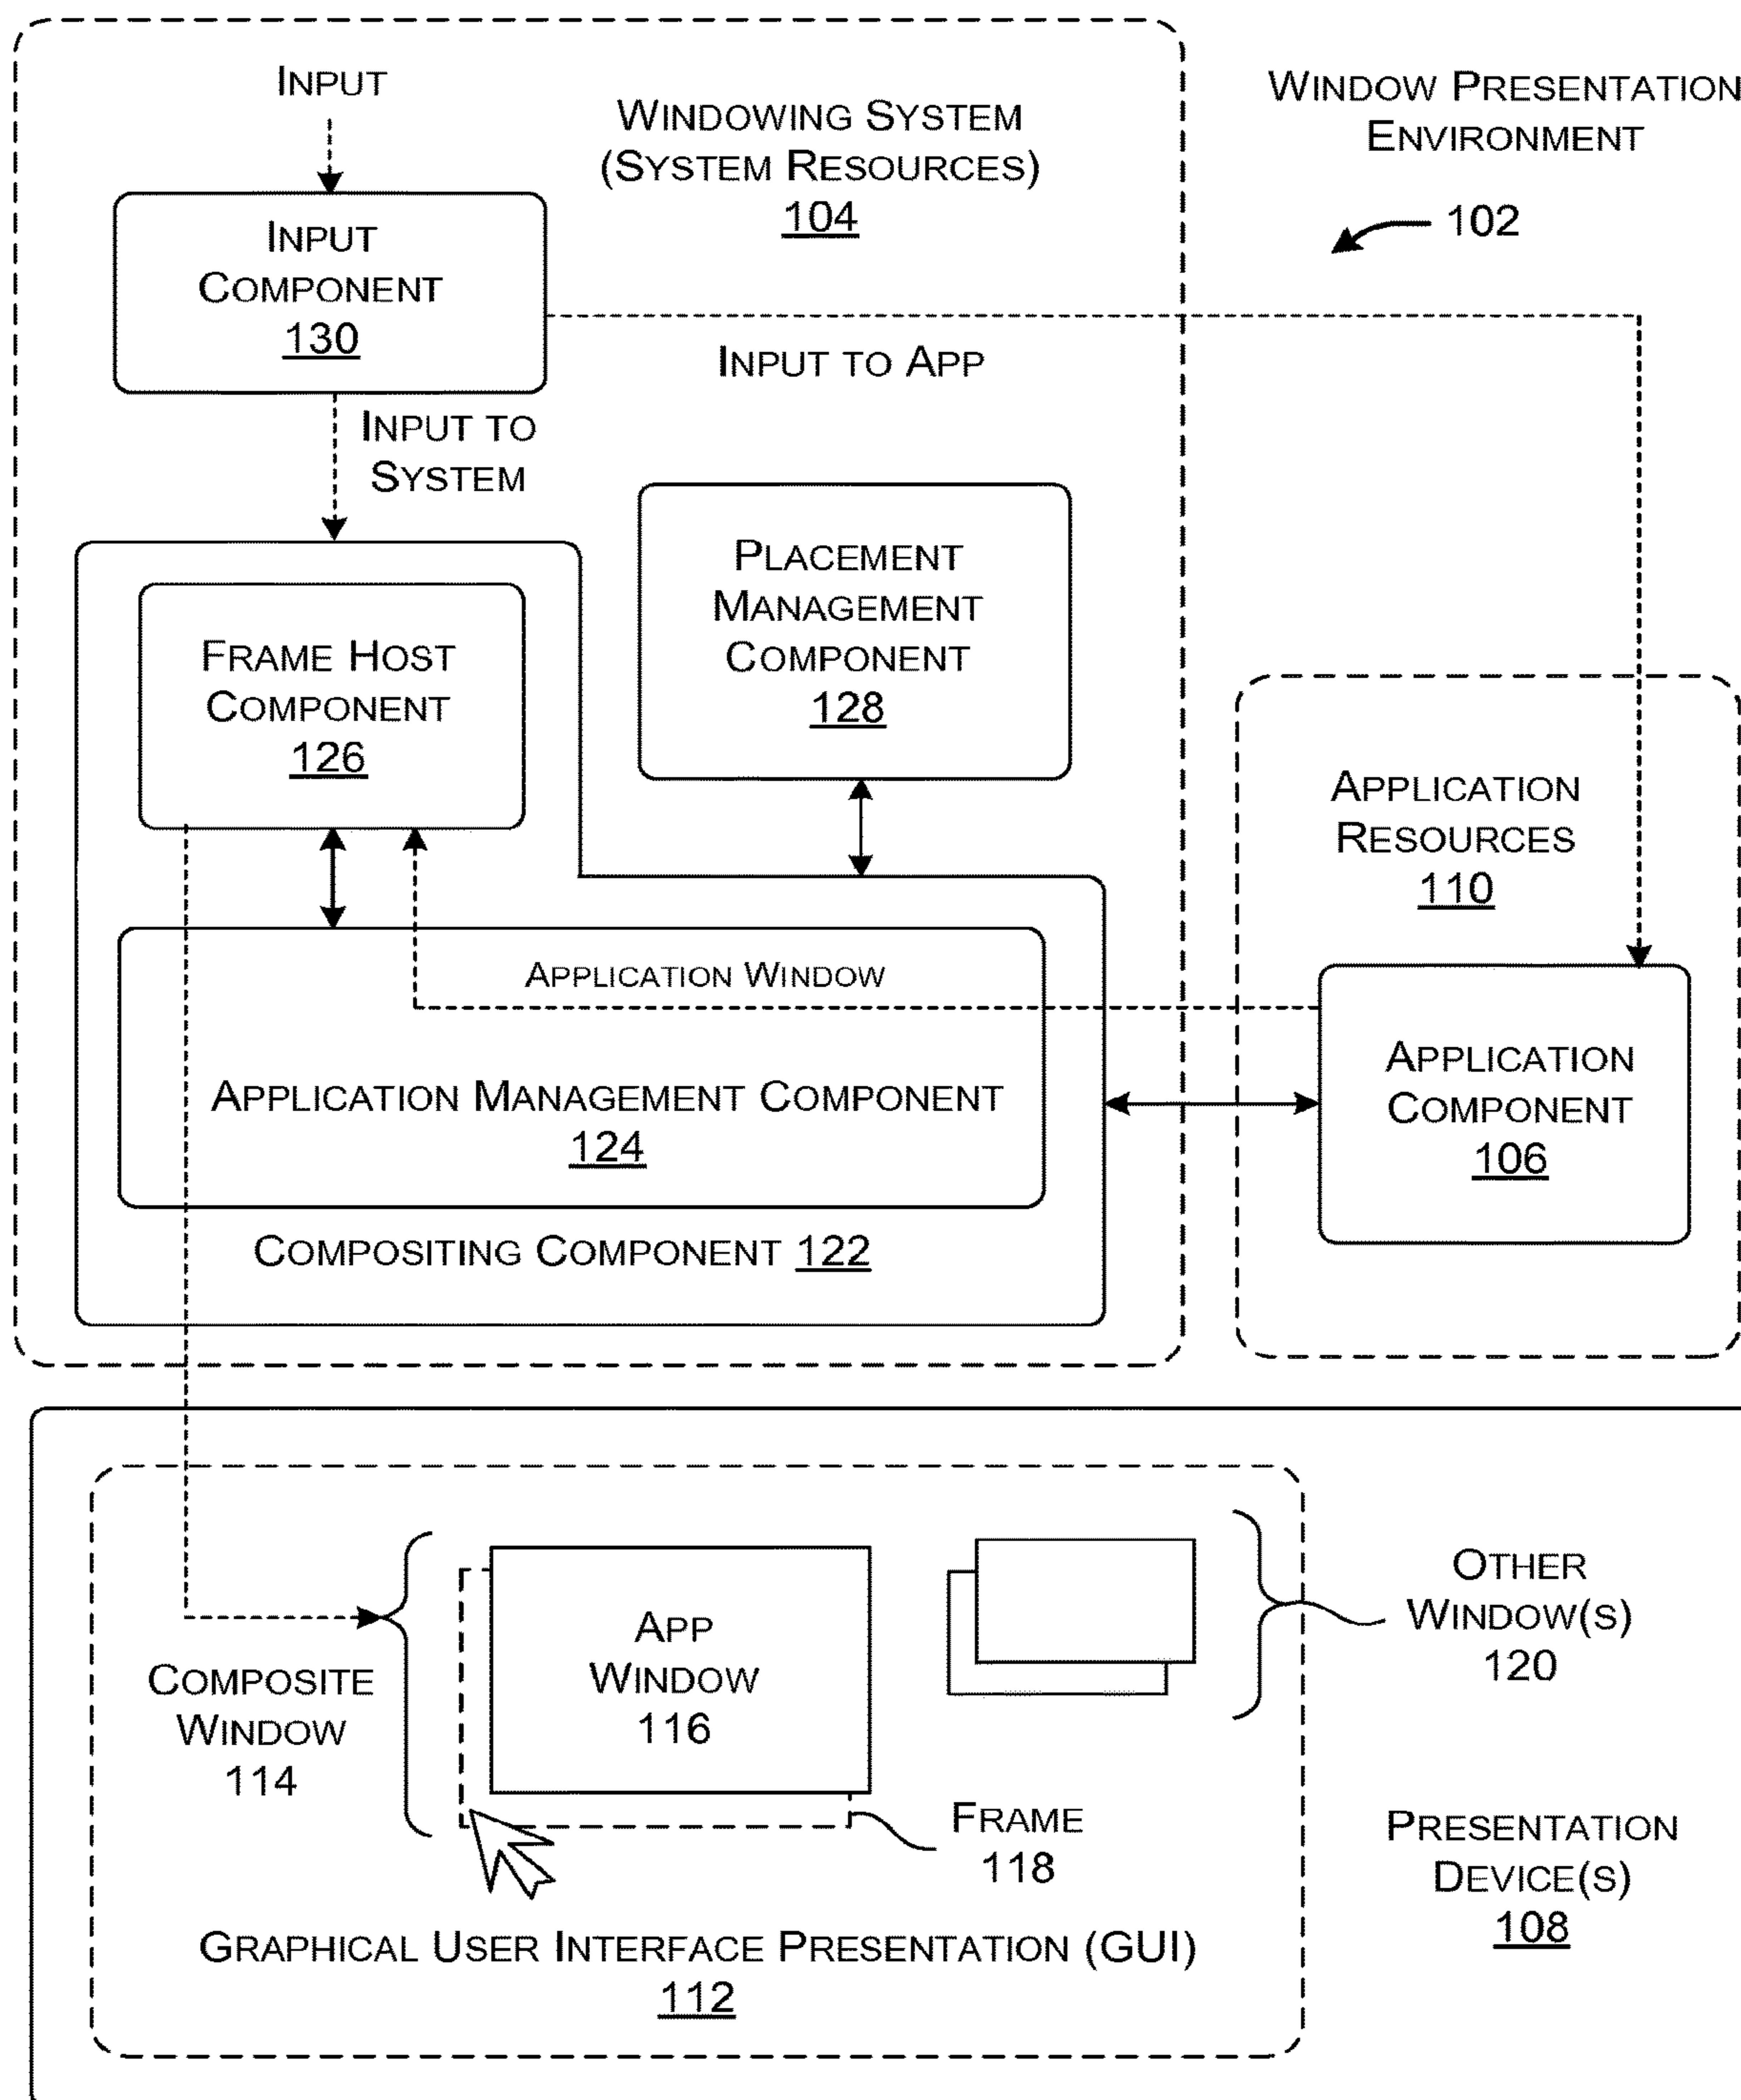 INPUT
WINDOWING SYSTEM
(SYSTEM RESOURCES)
104
WINDOW PRESENTATION
ENVIRONMENT
102
INPUT
COMPONENT
130
INPUT TO APP
INPUT TO
SYSTEM
PLACEMENT
MANAGEMENT
COMPONENT
128
FRAME HOST
COMPONENT
126
APPLICATION
RESOURCES
110
APPLICATION WINDOW
APPLICATION MANAGEMENT COMPONENT
124
APPLICATION
COMPONENT
106
COMPOSITING COMPONENT 122
APP
WINDOW
116
OTHER
WINDOW(S)
120
COMPOSITE
WINDOW
114
FRAME
118
PRESENTATION
DEVICE(S)
108
GRAPHICAL USER INTERFACE PRESENTATION (GUI)
112